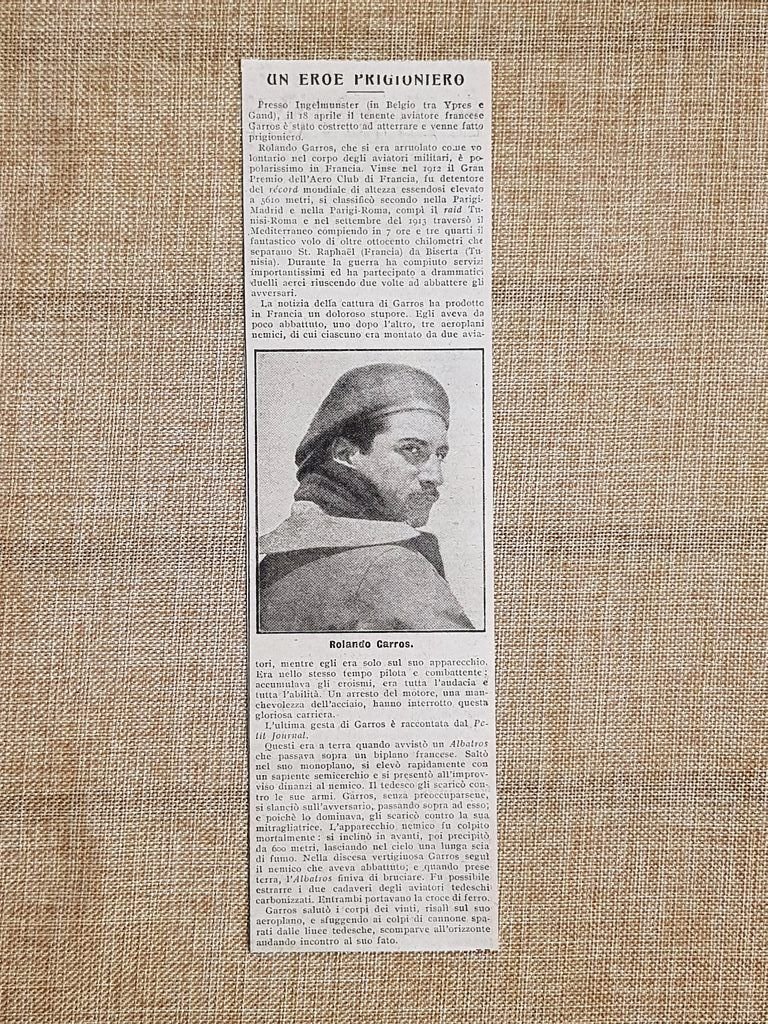 UN EROE PRIGIONIERO
Presso Ingelmunster (in Belgio tra Ypres e
Gand), il 18 aprile il tenente aviatore francese
Garros è stato costretto ad atterrare e venne fatto
prigioniero.
Rolando Garros, che si era arruolato come vo
lontario nel corpo degli aviatori militari, è po-
polarissimo in Francia. Vinse nel 1912 il Gran
Premio dell'Aero Club di Francia, fu detentore
del récord mondiale di altezza essendosi elevato
a 5610 metri, si classificò secondo nella Parigi-
Madrid e nella Parigi-Roma, compì il raid Tu-
nisi-Roma e nel settembre del 1913 traversò il
Mediterraneo compiendo in 7 ore e tre quarti il
fantastico volo di oltre ottocento chilometri che
separano St. Raphaël (Francia) da Biserta (Tu-
nisia). Durante la guerra ha compiuto servizi
importantissimi ed ha partecipato a drammatici
duelli aerei riuscendo due volte ad abbattere gli
avversari.
La notizia della cattura di Garros ha prodotto
in Francia un doloroso stupore. Egli aveva da
poco abbattuto, uno dopo l'altro, tre aeroplani
nemici, di cui ciascuno era montato da due avia-
Rolando Garros.
tori, mentre egli era solo sul suo apparecchio.
Era nello stesso tempo pilota e combattente;
accumulava gli eroismi, era tutta l'audacia e
tutta l'abilità. Un arresto del motore, una man-
chevolezza dell'acciaio, hanno interrotto questa
gloriosa carriera.
L'ultima gesta di Garros è raccontata dal Pe-
tit Journal.
Questi era a terra quando avvistò un Albatros
che passava sopra un biplano francese. Saltò
nel suo monoplano, si elevò rapidamente con
un sapiente semicerchio e si presentò all'improv-
viso dinanzi al nemico. Il tedesco gli scaricò con-
tro le sue armi. Garros, senza preoccuparsene,
si slanciò sull'avversario, passando sopra ad esso;
e poichè lo dominava, gli scaricò contro la sua
mitragliatrice. L'apparecchio nemico fu colpito
mortalmente: si inclinò in avanti, poi precipitò
da 600 metri, lasciando nel cielo una lunga scia
di fumo. Nella discesa vertiginosa Garros seguì
il nemico che aveva abbattuto; e quando prese
terra, l'Albatros finiva di bruciare. Fu possibile
estrarre i due cadaveri degli aviatori tedeschi
carbonizzati. Entrambi portavano la croce di ferro.
Garros salutò i corpi dei vinti, risalì sul suo
aeroplano, e sfuggendo ai colpi di cannone spa-
rati dalle linee tedesche, scomparve all'orizzonte
andando incontro al suo fato.